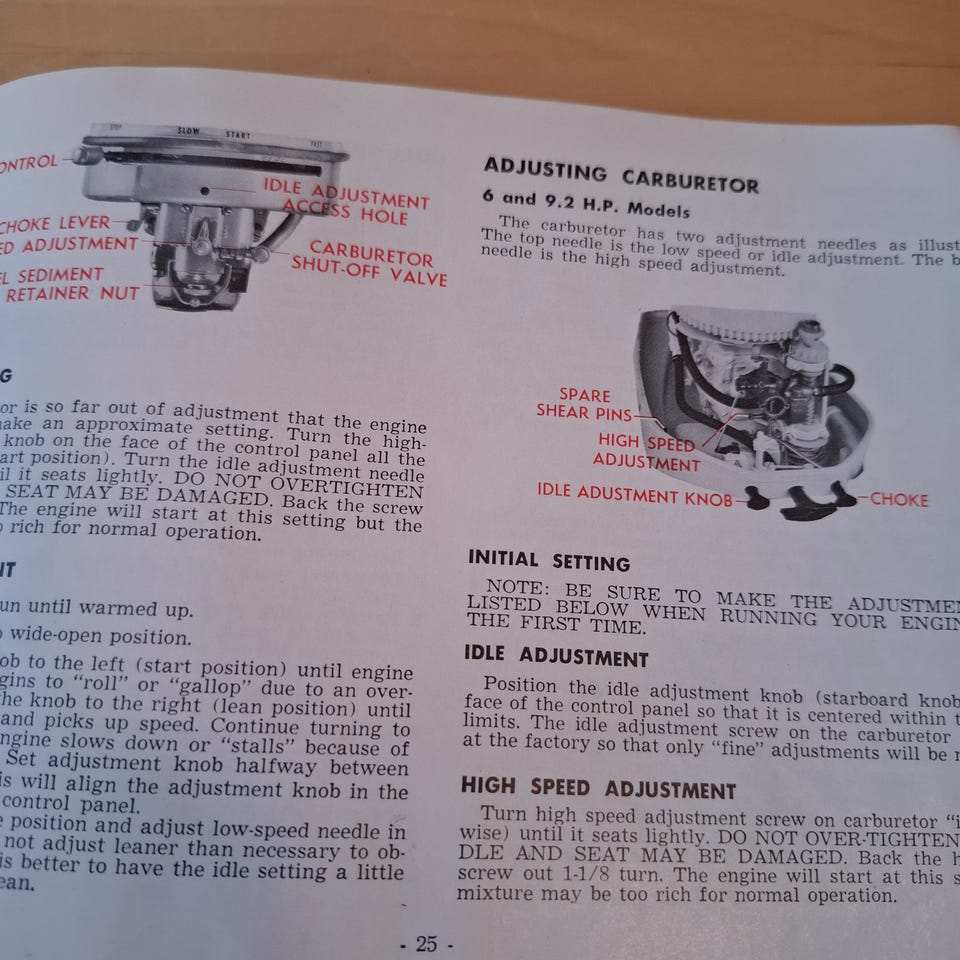 STOP SLOW START FAST
ONTROL
IDLE ADJUSTMENT
ACCESS HOLE
CHOKE LEVER
ED ADJUSTMENT
CARBURETOR
SHUT-OFF VALVE
EL SEDIMENT
RETAINER NUT
G
or is so far out of adjustment that the engine
make an approximate setting. Turn the high-
knob on the face of the control panel all the
art position). Turn the idle adjustment needle
il it seats lightly. DO NOT OVERTIGHTEN
SEAT MAY BE DAMAGED. Back the screw
The engine will start at this setting but the
o rich for normal operation.
NT
un until warmed up.
o wide-open position.
ob to the left (start position) until engine
gins to "roll" or "gallop" due to an over-
he knob to the right (lean position) until
and picks up speed. Continue turning to
ngine slows down or "stalls" because of
Set adjustment knob halfway between
is will align the adjustment knob in the
control panel.
e position and adjust low-speed needle in
not adjust leaner than necessary to ob-
is better to have the idle setting a little
ean.
ADJUSTING CARBURETOR
6 and 9.2 H.P. Models
The carburetor has two adjustment needles as illust
The top needle is the low speed or idle adjustment. The b
needle is the high speed adjustment.
SPARE
SHEAR PINS
HIGH SPEED
ADJUSTMENT
IDLE ADUSTMENT KNOB
CHOKE
INITIAL SETTING
NOTE: BE SURE TO MAKE THE ADJUSTMEN
LISTED BELOW WHEN RUNNING YOUR ENGIN
THE FIRST TIME.
IDLE ADJUSTMENT
Position the idle adjustment knob (starboard knob
face of the control panel so that it is centered within t
limits. The idle adjustment screw on the carburetor
at the factory so that only "fine" adjustments will be n
HIGH SPEED ADJUSTMENT
Turn high speed adjustment screw on carburetor "i
wise) until it seats lightly. DO NOT OVER-TIGHTEN
DLE AND SEAT MAY BE DAMAGED. Back the h
screw out 1-1/8 turn. The engine will start at this s
mixture may be too rich for normal operation.
- 25 -